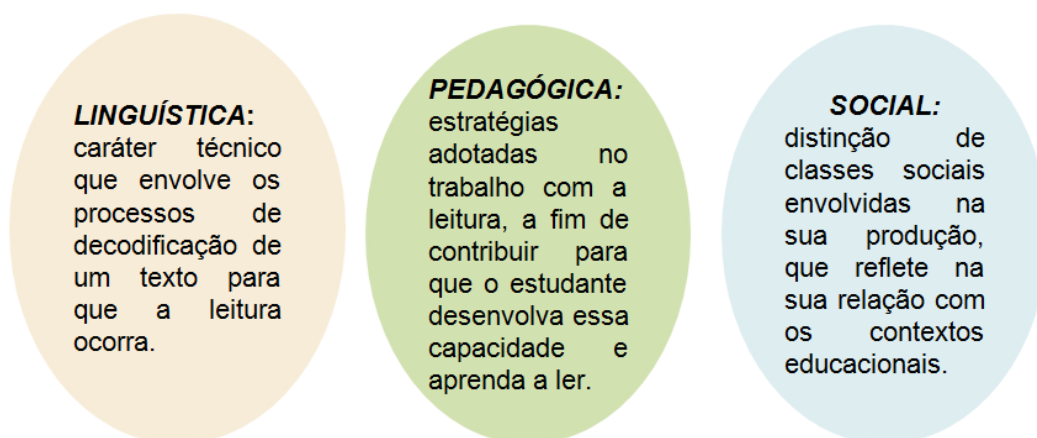 LINGUÍSTICA:
caráter técnico
que envolve os
processos de
decodificação de
um texto para
que a leitura
ocorra.
PEDAGÓGICA:
estratégias
adotadas no
trabalho com a
leitura, a fim de
contribuir para
que o estudante
desenvolva essa
capacidade e
aprenda a ler.
SOCIAL:
distinção de
classes sociais
envolvidas na
sua produção,
que reflete na
sua relação com
os contextos
educacionais.